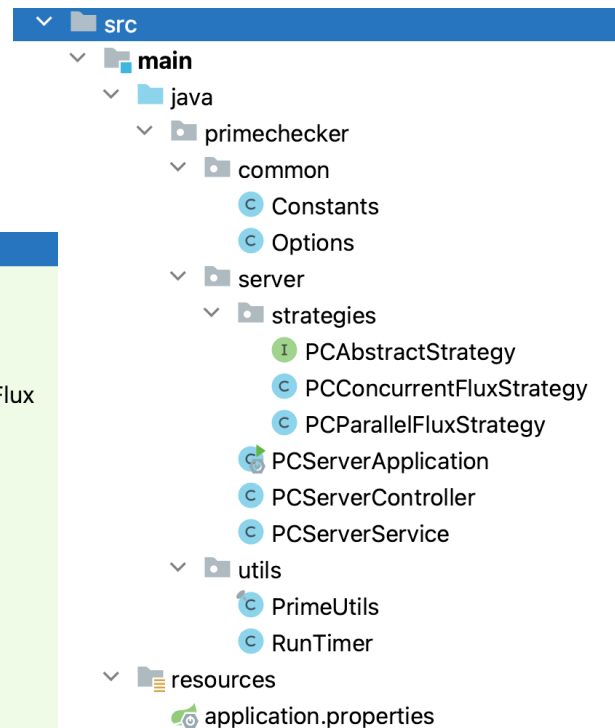 src
main
java
primechecker
common
C Constants
C Options
server
strategies
I PCAbstractStrategy
Flux
C PCConcurrentFluxStrategy
C PCParallelFluxStrategy
C PCServerApplication
C PCServerController
C PCServerService
utils
C PrimeUtils
C RunTimer
resources
application.properties